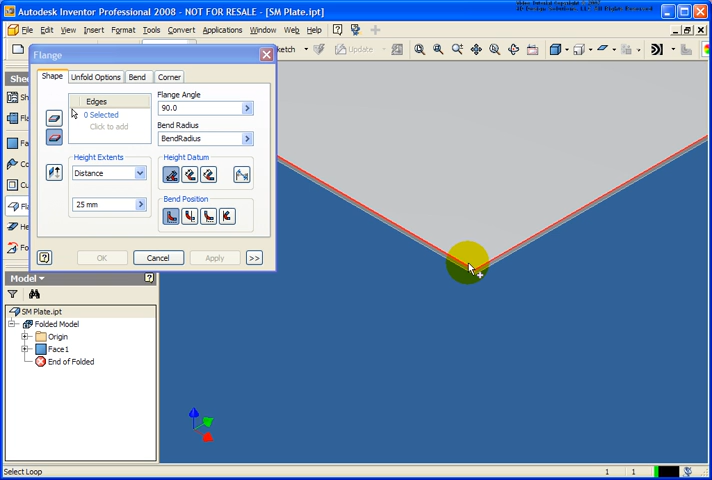 Autodesk Inventor Professional 2008 - NOT FOR RESALE - [SM Plate.ipt]
File Edit View Insert Format Tools Convert Applications Window Web Help
ketch
Update
Flange
Shape Unfold Options Bend Corner
Edges
0 Selected
Click to add
Flange Angle
90.0
Bend Radius
BendRadius
Height Extents
Distance
25 mm
Height Datum
Bend Position
OK Cancel Apply >>
Model
SM Plate.ipt
Folded Model
Origin
Face1
End of Folded
Select Loop
1 1